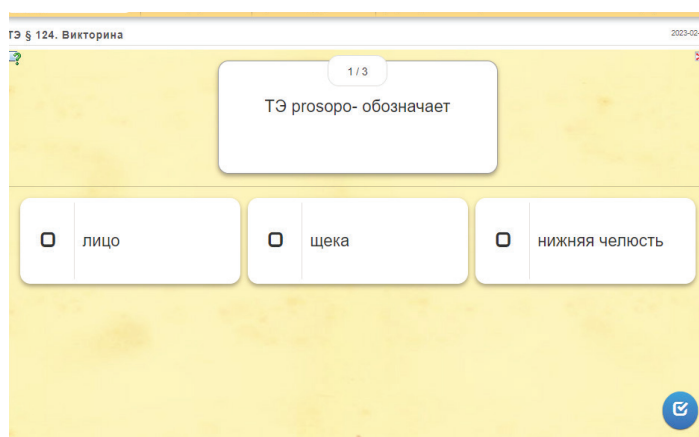 ТЭ § 124. Викторина
2023-02-
1 / 3
ТЭ prosopo- обозначает
лицо
щека
нижняя челюсть